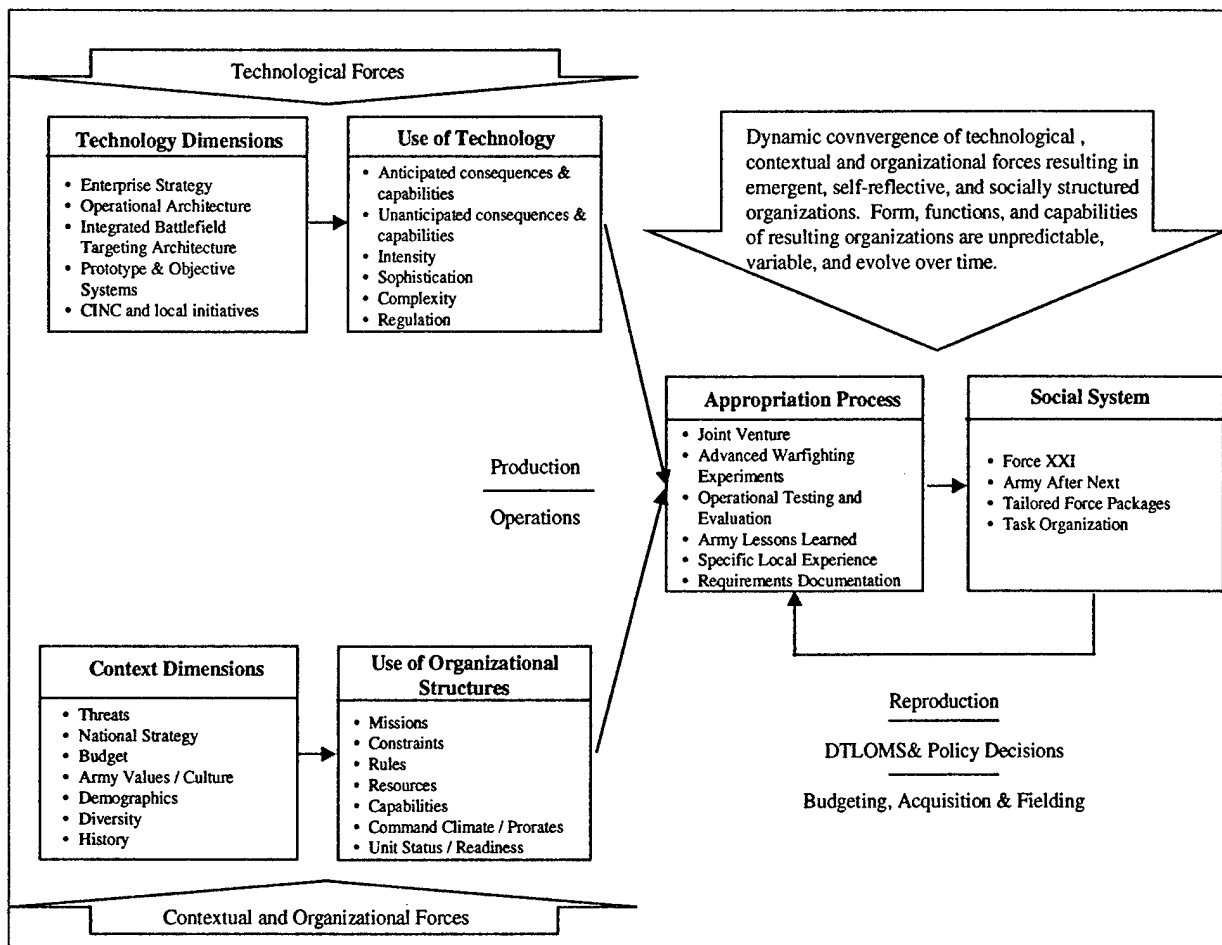 Technological Forces
Technology Dimensions
• Enterprise Strategy
• Operational Architecture
• Integrated Battlefield
Targeting Architecture
• Prototype & Objective
Systems
• CINC and local initiatives
Use of Technology
• Anticipated consequences &
capabilities
• Unanticipated consequences &
capabilities
• Intensity
• Sophistication
• Complexity
• Regulation
Dynamic covnvergence of technological ,
contextual and organizational forces resulting in
emergent, self-reflective, and socially structured
organizations. Form, functions, and capabilities
of resulting organizations are unpredictable,
variable, and evolve over time.
Production
Operations
Appropriation Process
• Joint Venture
• Advanced Warfighting
Experiments
• Operational Testing and
Evaluation
• Army Lessons Learned
• Specific Local Experience
• Requirements Documentation
Social System
• Force XXI
• Army After Next
• Tailored Force Packages
• Task Organization
Context Dimensions
• Threats
• National Strategy
• Budget
• Army Values / Culture
• Demographics
• Diversity
• History
Use of Organizational
Structures
• Missions
• Constraints
• Rules
• Resources
• Capabilities
• Command Climate / Prorates
• Unit Status / Readiness
Reproduction
DTLOMS& Policy Decisions
Budgeting, Acquisition & Fielding
Contextual and Organizational Forces